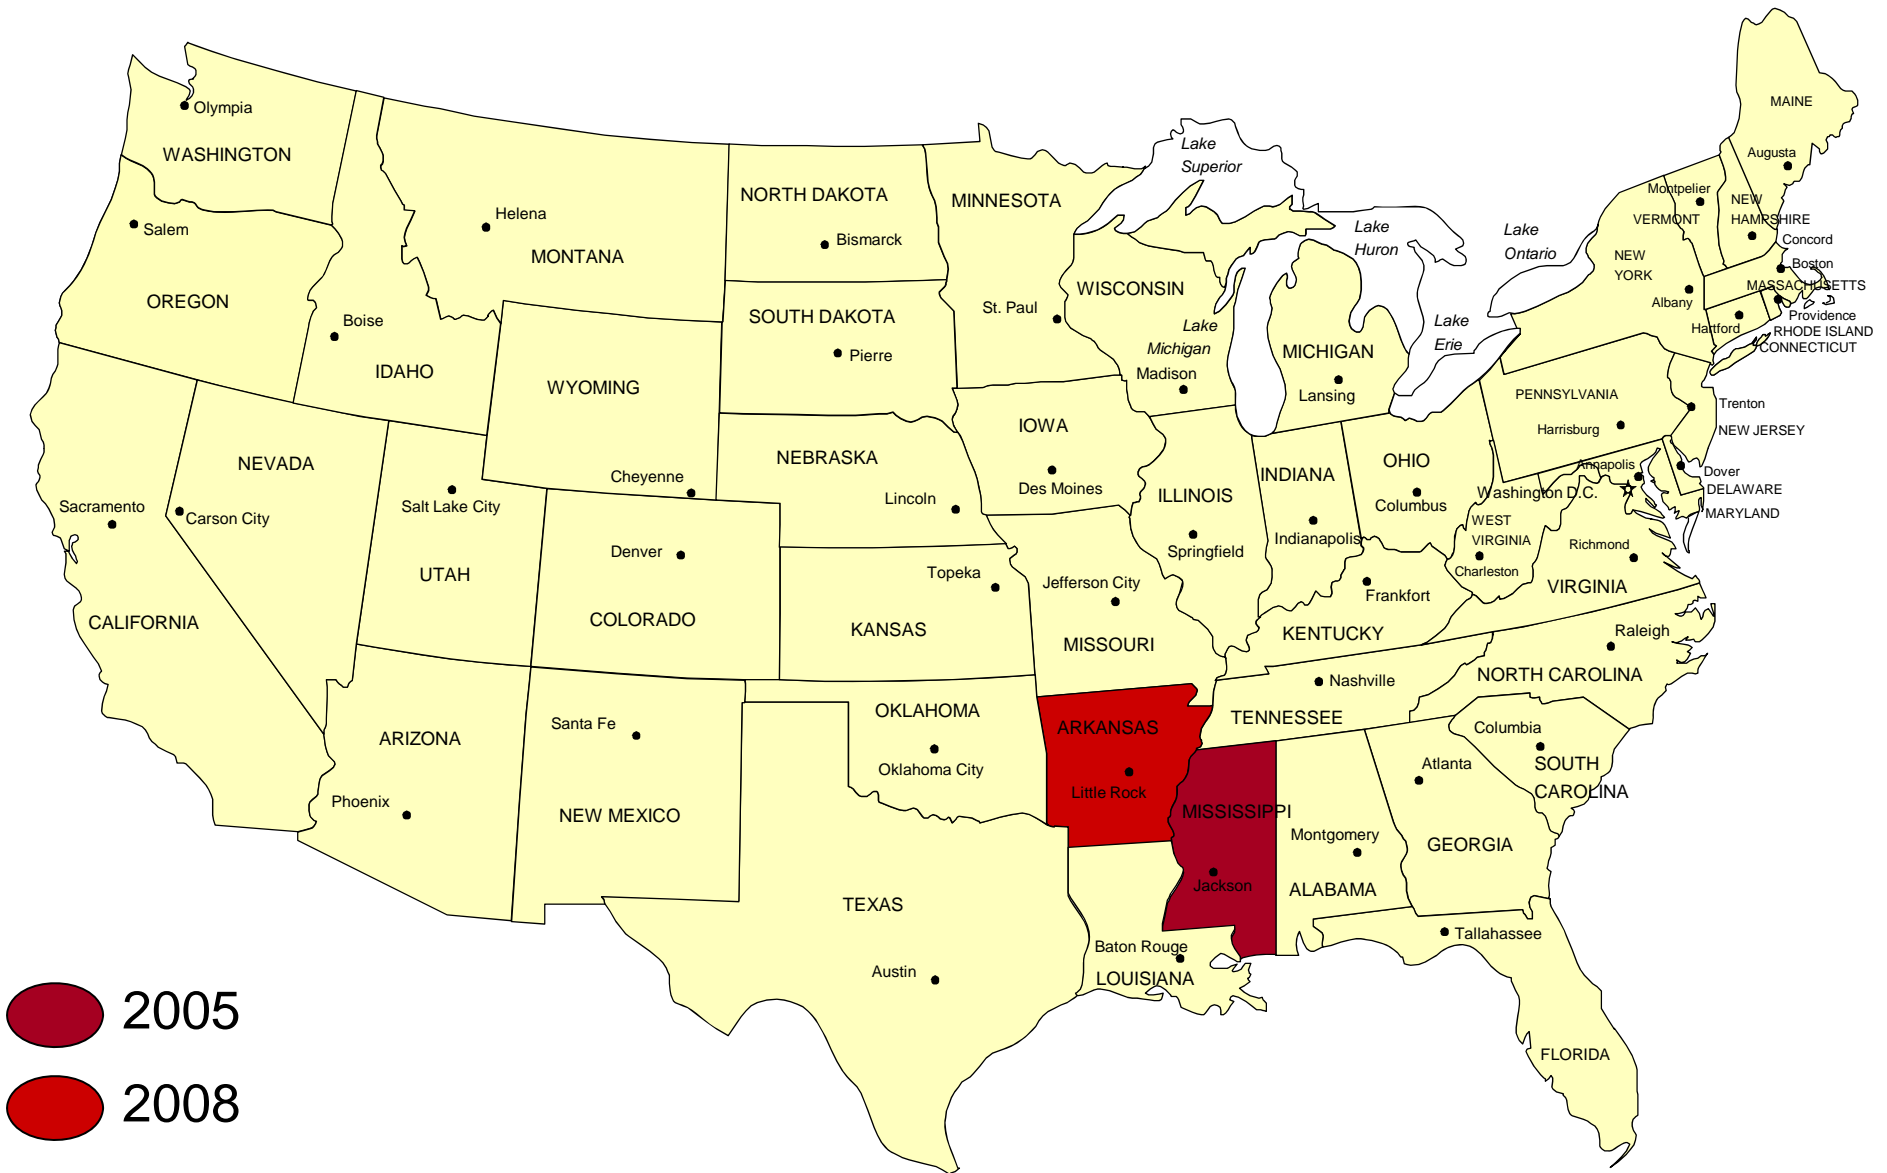 Olympia
WASHINGTON
Salem
OREGON
Helena
MONTANA
Boise
IDAHO
NORTH DAKOTA
Bismarck
SOUTH DAKOTA
Pierre
MINNESOTA
St. Paul
WYOMING
Cheyenne
NEBRASKA
Lincoln
IOWA
Des Moines
WISCONSIN
Madison
Lake
Superior
Lake
Michigan
Lake
Huron
Lake
Erie
Lake
Ontario
MICHIGAN
Lansing
MAINE
Augusta
Montpelier
VERMONT
NEW
HAMPSHIRE
Concord
Boston
MASSACHUSETTS
Providence
RHODE ISLAND
CONNECTICUT
Hartford
NEW
YORK
Albany
PENNSYLVANIA
Harrisburg
Trenton
NEW JERSEY
Dover
DELAWARE
MARYLAND
Annapolis
Washington D.C.
WEST
VIRGINIA
Charleston
Richmond
VIRGINIA
OHIO
Columbus
INDIANA
Indianapolis
ILLINOIS
Springfield
NEVADA
Carson City
Sacramento
CALIFORNIA
Salt Lake City
UTAH
Denver
COLORADO
Topeka
KANSAS
Jefferson City
MISSOURI
Frankfort
KENTUCKY
Nashville
TENNESSEE
Raleigh
NORTH CAROLINA
Columbia
SOUTH
CAROLINA
Atlanta
GEORGIA
Montgomery
ALABAMA
MISSISSIPPI
Jackson
ARKANSAS
Little Rock
OKLAHOMA
Oklahoma City
Santa Fe
NEW MEXICO
ARIZONA
Phoenix
TEXAS
Austin
Baton Rouge
LOUISIANA
Tallahassee
FLORIDA
2005
2008